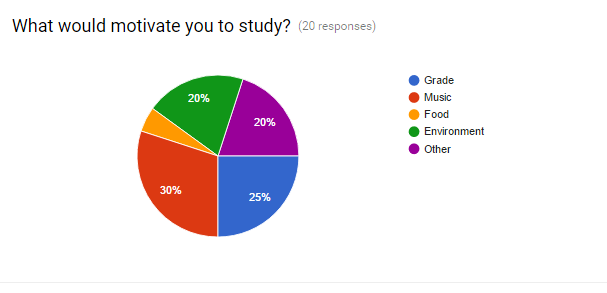 What would motivate you to study? (20 responses)
Grade
Music
Food
Environment
Other
20%
20%
30%
25%